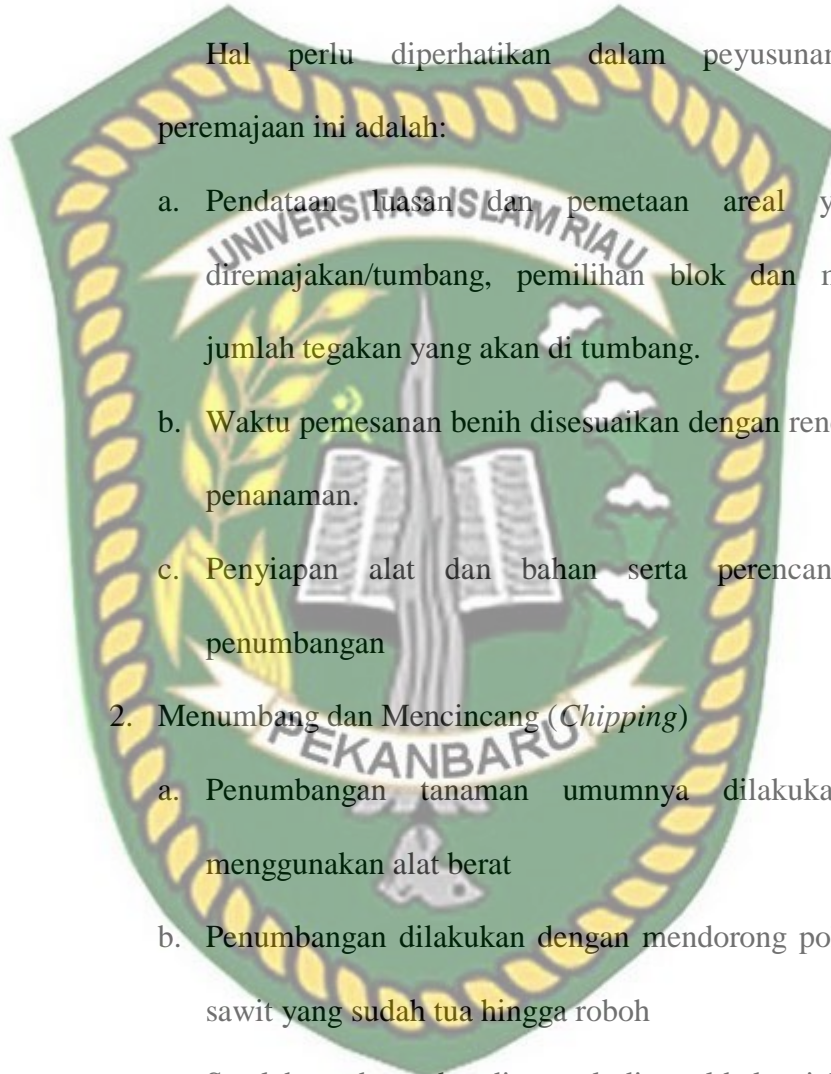 Hal perlu diperhatikan dalam peyusunan
peremajaan ini adalah:
a. Pendataan luasan dan pemetaan areal
UNIVERSITAS ISLAM RIAU
diremajakan/tumbang, pemilihan blok dan
jumlah tegakan yang akan di tumbang.
b. Waktu pemesanan benih disesuaikan dengan
penanaman.
c. Penyiapan alat dan bahan serta
penumbangan
2. Menumbang dan Mencincang (Chipping)
PEKANBARU
a. Penumbangan tanaman umumnya
menggunakan alat berat
b. Penumbangan dilakukan dengan mendorong
sawit yang sudah tua hingga roboh